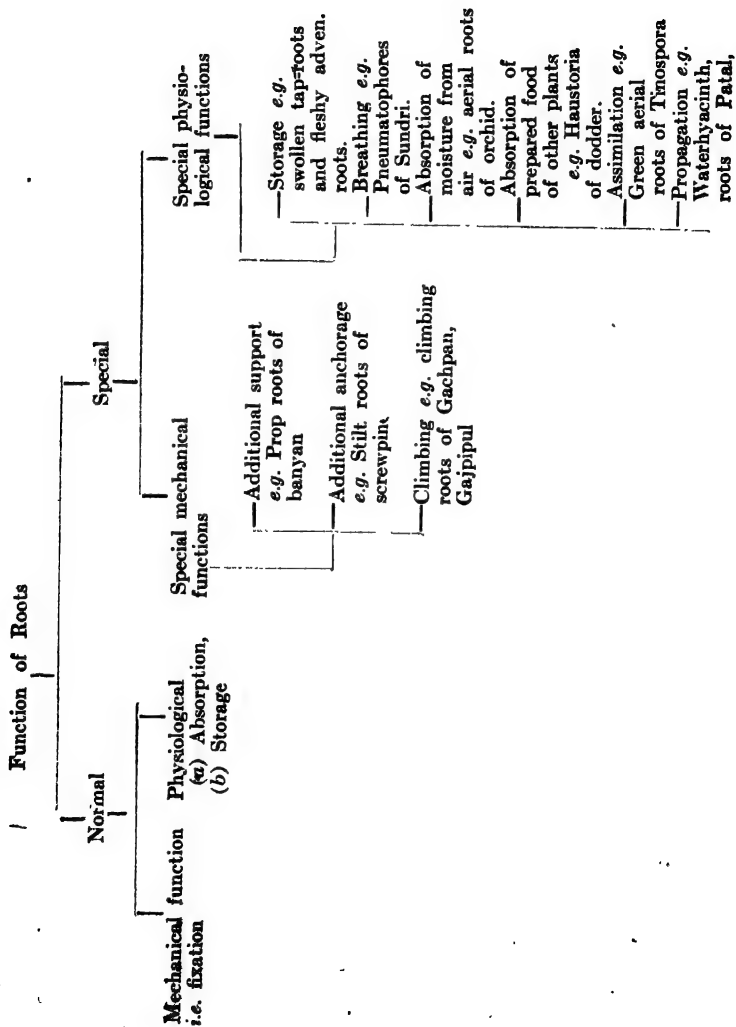 Function of Roots
Normal
Special
Mechanical function
i.e. fixation
Physiological
(a) Absorption,
(b) Storage
Special mechanical
functions
—Additional support
e.g. Prop roots of
banyan
—Additional anchorage
e.g. Stilt roots of
screwpine
—Climbing e.g. climbing
roots of Gachpan,
Gajpipul
Special physio-
logical functions
—Storage e.g.
swollen tap=roots
and fleshy adven.
roots.
—Breathing e.g.
Pneumatophores
of Sundri.
—Absorption of
moisture from
air e.g. aerial roots
of orchid.
—Absorption of
prepared food
of other plants
e.g. Haustoria
of dodder.
—Assimilation e.g.
Green aerial
roots of Tinospora
—Propagation e.g.
Waterhyacinth,
roots of Patal,